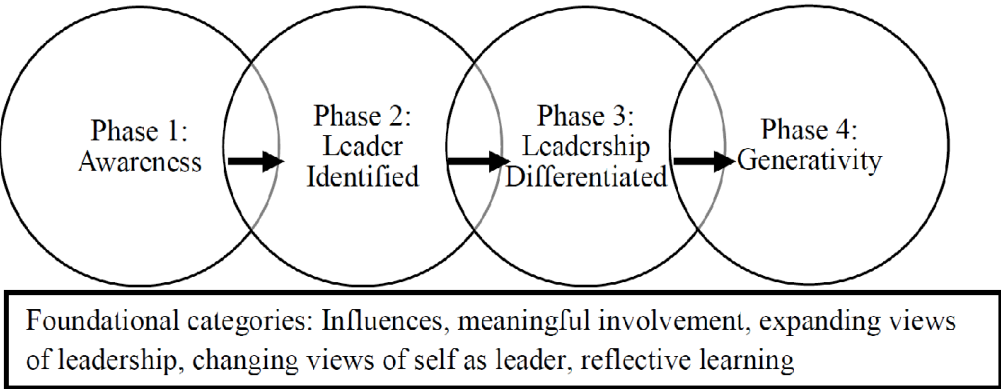 Phase 1:
Awareness
Phase 2:
Leader
Identified
Phase 3:
Leadership
Differentiated
Phase 4:
Generativity
Foundational categories: Influences, meaningful involvement, expanding views
of leadership, changing views of self as leader, reflective learning